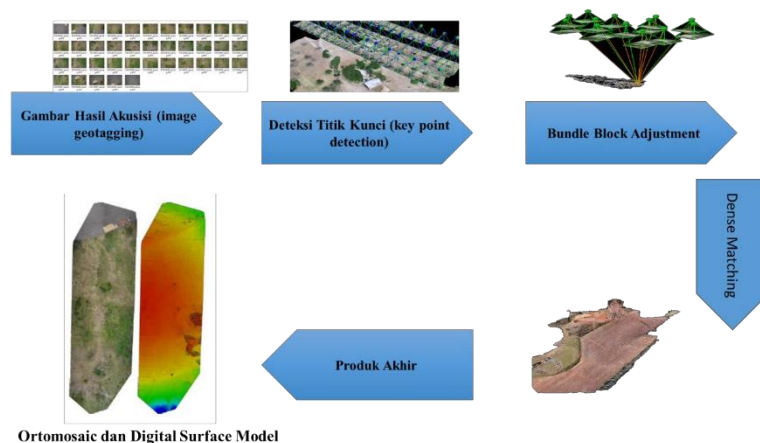 Gambar Hasil Akusisi (image
geotagging)
Deteksi Titik Kunci (key point
detection)
Bundle Block Adjustment
Dense Matching
Produk Akhir
Ortomosaic dan Digital Surface Model